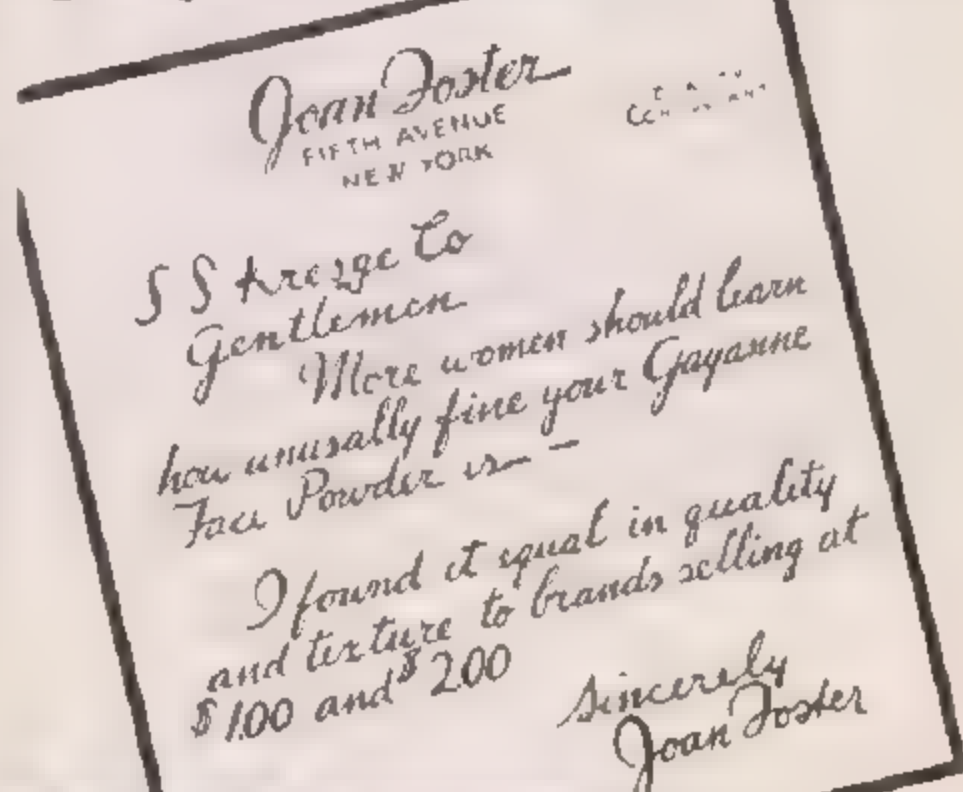 Joan Foster
FIFTH AVENUE
NEW YORK
S S Kresge Co
Gentlemen
More women should learn
how unusally fine your Gayanne
Face Powder is — —
I found it equal in quality
and texture to brands selling at
$1.00 and $2.00
Sincerely
Joan Foster